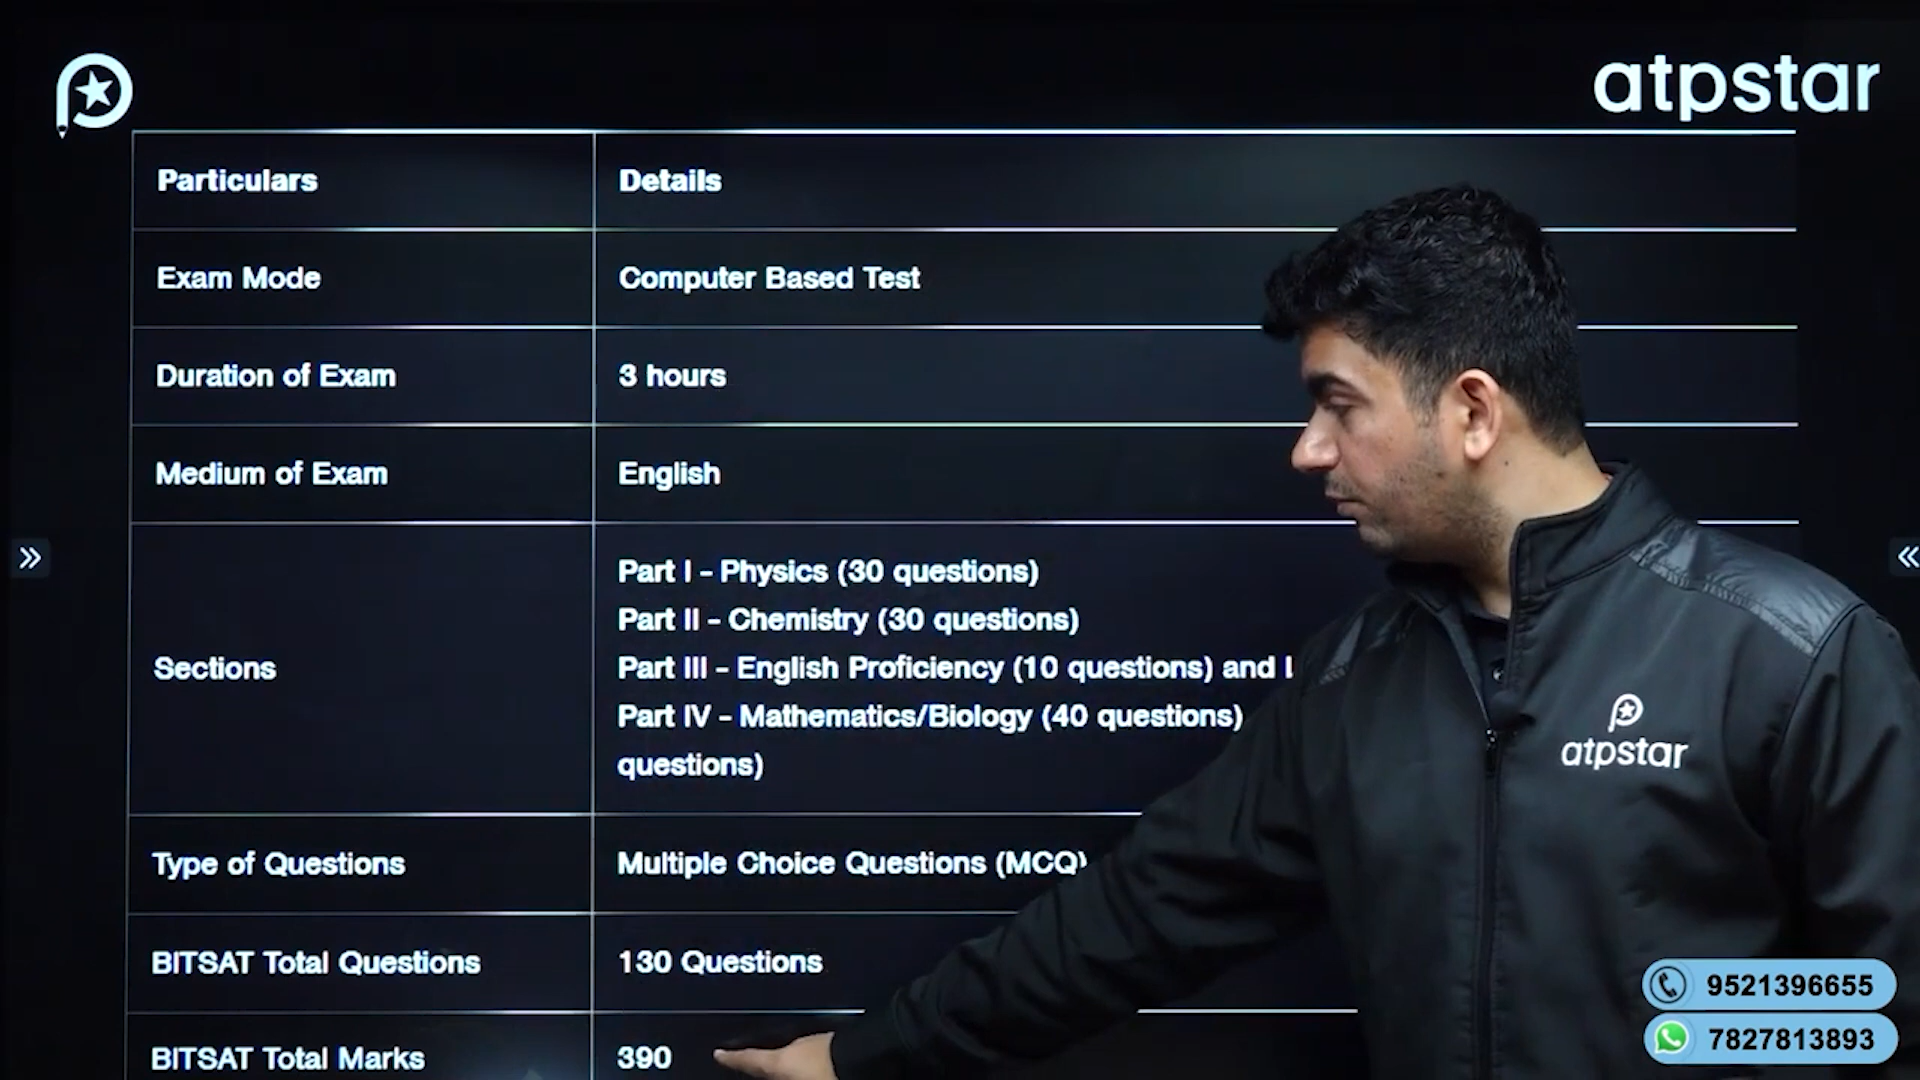 atpstar
Particulars
Details
Exam Mode
Computer Based Test
Duration of Exam
3 hours
Medium of Exam
English
Sections
Part I - Physics (30 questions)
Part II - Chemistry (30 questions)
Part III - English Proficiency (10 questions) and
Part IV - Mathematics/Biology (40 questions)
questions)
Type of Questions
Multiple Choice Questions (MCQ)
BITSAT Total Questions
130 Questions
BITSAT Total Marks
390
atpstar
9521396655
7827813893